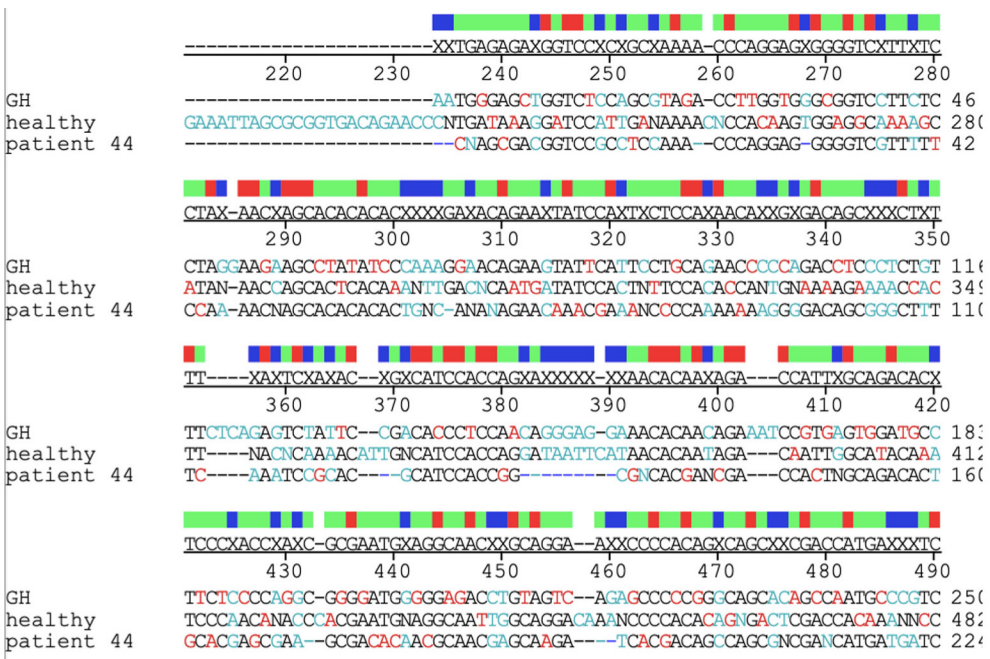 -----------------------XXTGAGAGAXGGTCCXCXGCXAAAA-CCCAGGAGXGGGGTCXTTXTC
220 230 240 250 260 270 280
GH -----------------------AATGGGAGCTGGTCTCCAGCGTAGA-CCTTGGTGGGCGGTCCTTCTC 46
healthy GAAATTAGCGCGGTGACAGAACCCNTGATAAAGGATCCATTGANAAAACNCCACAAGTGGAGGCAAAAGC 280
patient 44 -------------------------CNAGCGACGGTCCGCCTCCAAA--CCCAGGAG-GGGGTCGTTTTT 42
CTAX-AACXAGCACACACACXXXXGAXACAGAAXTATCCAXTXCTCCAXAACAXXGXGACAGCXXXCTXT
290 300 310 320 330 340 350
GH CTAGGAAGAAGCCTATATCCCAAAGGAACAGAAGTATTCATTCCTGCAGAACCCCCAGACCTCCCTCTGT 116
healthy ATAN-AACCAGCACTCACAAANTTGACNCAATGATATCCACTNTTCCACACCANTGNAAAAGAAAACCAC 349
patient 44 CCAA-AACNAGCACACACACTGNC-ANANAGAACAAACGAAANCCCCAAAAAAAGGGGACAGCGGGCTTT 110
TT----XAXTCXAXAC--XGXCATCCACCAGXAXXXXX-XXAACACAAXAGA---CCATTXGCAGACACX
360 370 380 390 400 410 420
GH TTCTCAGAGTCTATTC--CGACACCCTCCAACAGGGAG-GAAACACAACAGAAATCCGTGAGTGGATGCC 183
healthy TT----NACNCAAAACATTGNCATCCACCAGGATAATTCATAACACAATAGA---CAATTGGCATACAAA 412
patient 44 TC----AAATCCGCAC----GCATCCACCGG---------CGNCACGANCGA---CCACTNGCAGACACT 160
TCCCXACCXAXC-GCGAATGXAGGCAACXXGCAGGA--AXXCCCCACAGXCAGCXXCGACCATGAXXXTC
430 440 450 460 470 480 490
GH TTCTCCCCAGGC-GGGGATGGGGGAGACCTGTAGTC--AGAGCCCCCGGGCAGCACAGCCAATGCCCGTC 250
healthy TCCCAACANACCCACGAATGNAGGCAATTGGCAGGACAAANCCCCACACAGNGACTCGACCACAAANNCC 482
patient 44 GCACGAGCGAA--GCGACACAACGCAACGAGCAAGA----TCACGACAGCCAGCGNCGANCATGATGATC 224